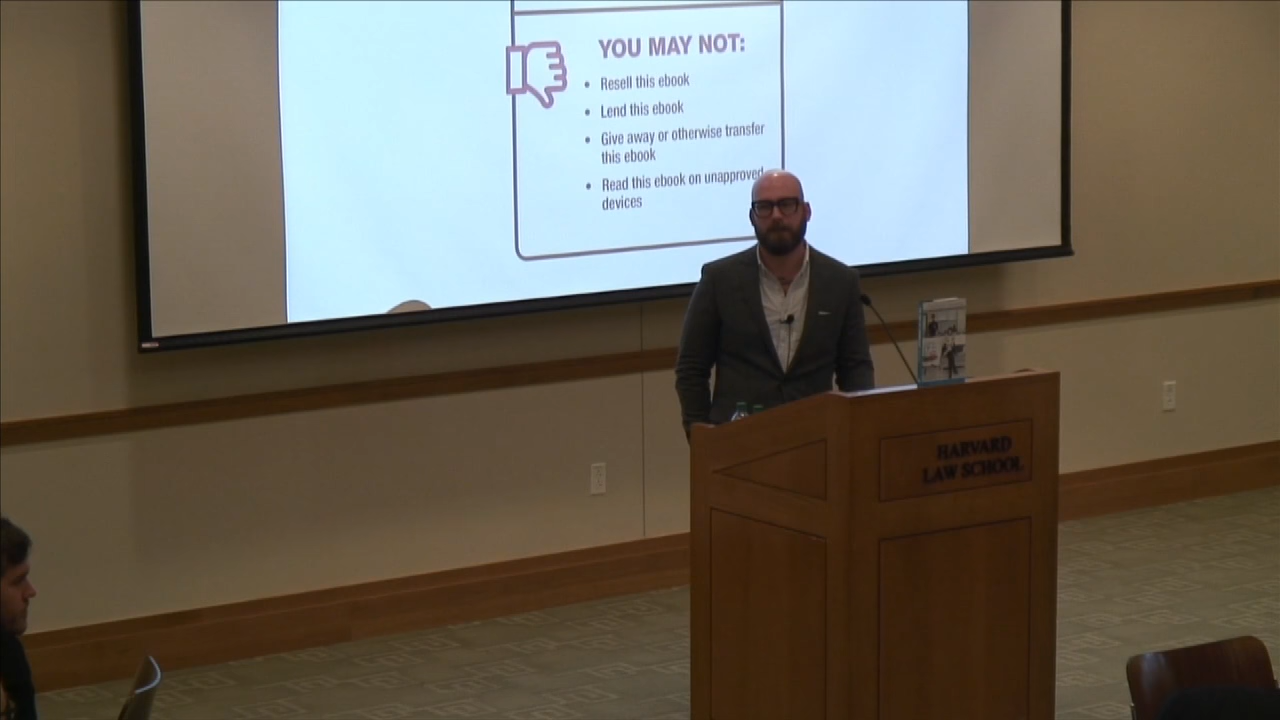 YOU MAY NOT:
• Resell this ebook
• Lend this ebook
• Give away or otherwise transfer
this ebook
• Read this ebook on unapproved
devices
HARVARD
LAW SCHOOL